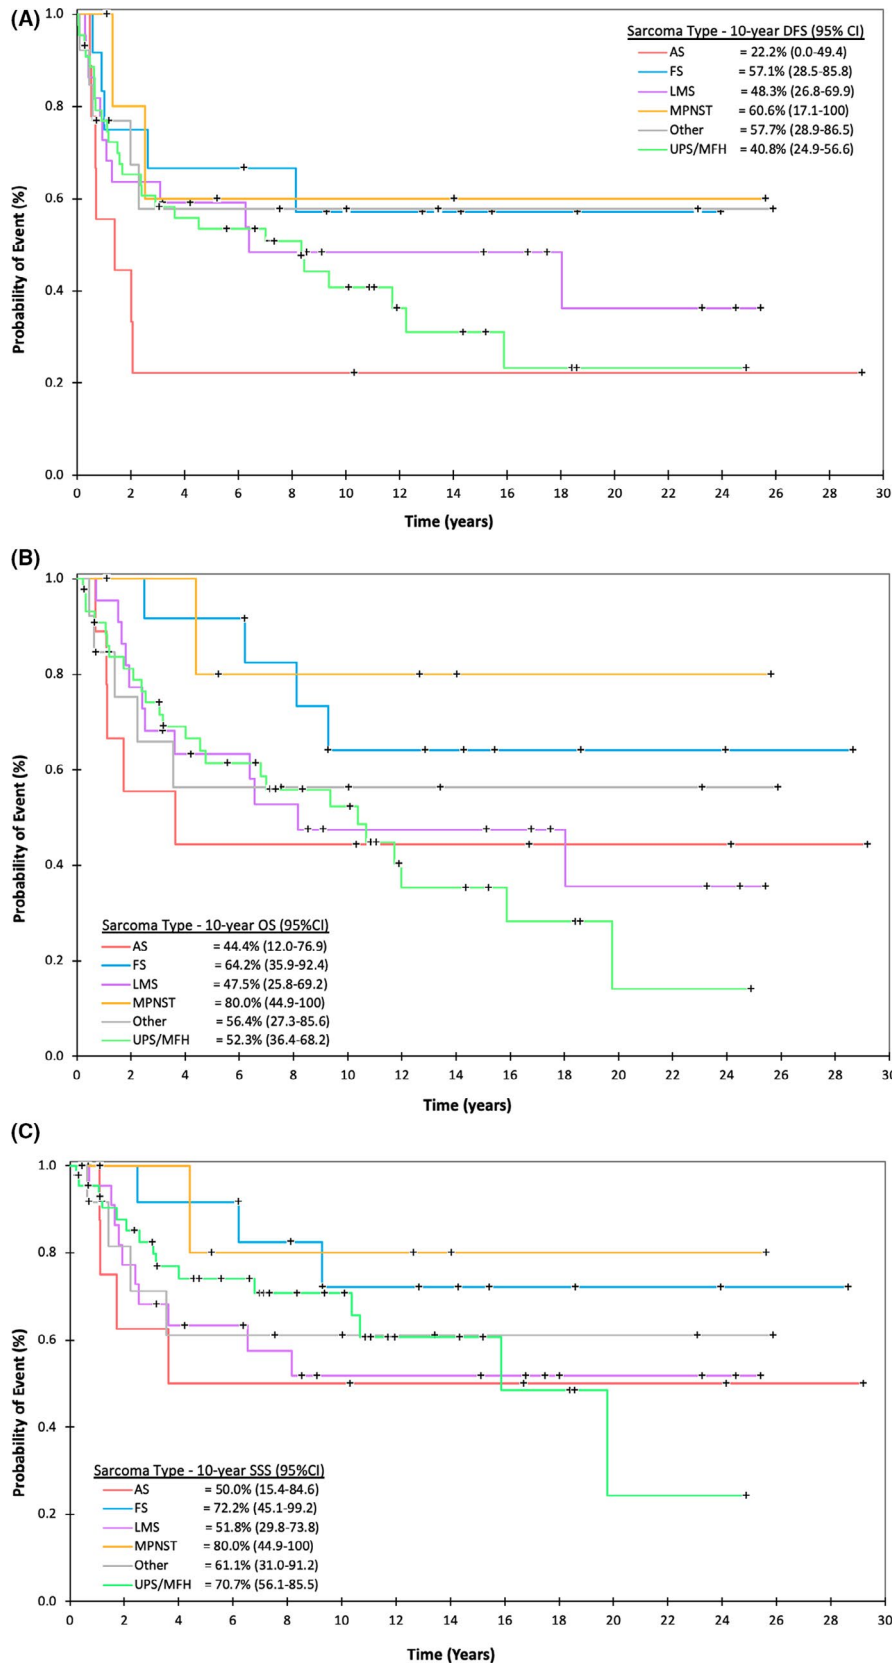 (A)
Sarcoma Type - 10-year DFS (95% CI)
AS = 22.2% (0.0-49.4)
FS = 57.1% (28.5-85.8)
LMS = 48.3% (26.8-69.9)
MPNST = 60.6% (17.1-100)
Other = 57.7% (28.9-86.5)
UPS/MFH = 40.8% (24.9-56.6)
Probability of Event (%)
1.0
0.8
0.6
0.4
0.2
0.0
0 2 4 6 8 10 12 14 16 18 20 22 24 26 28 30
Time (years)
(B)
Probability of Event (%)
1.0
0.8
0.6
0.4
0.2
0.0
Sarcoma Type - 10-year OS (95%CI)
AS = 44.4% (12.0-76.9)
FS = 64.2% (35.9-92.4)
LMS = 47.5% (25.8-69.2)
MPNST = 80.0% (44.9-100)
Other = 56.4% (27.3-85.6)
UPS/MFH = 52.3% (36.4-68.2)
0 2 4 6 8 10 12 14 16 18 20 22 24 26 28 30
Time (years)
(C)
Probability of Event (%)
1.0
0.8
0.6
0.4
0.2
0.0
Sarcoma Type - 10-year SSS (95%CI)
AS = 50.0% (15.4-84.6)
FS = 72.2% (45.1-99.2)
LMS = 51.8% (29.8-73.8)
MPNST = 80.0% (44.9-100)
Other = 61.1% (31.0-91.2)
UPS/MFH = 70.7% (56.1-85.5)
0 2 4 6 8 10 12 14 16 18 20 22 24 26 28 30
Time (Years)